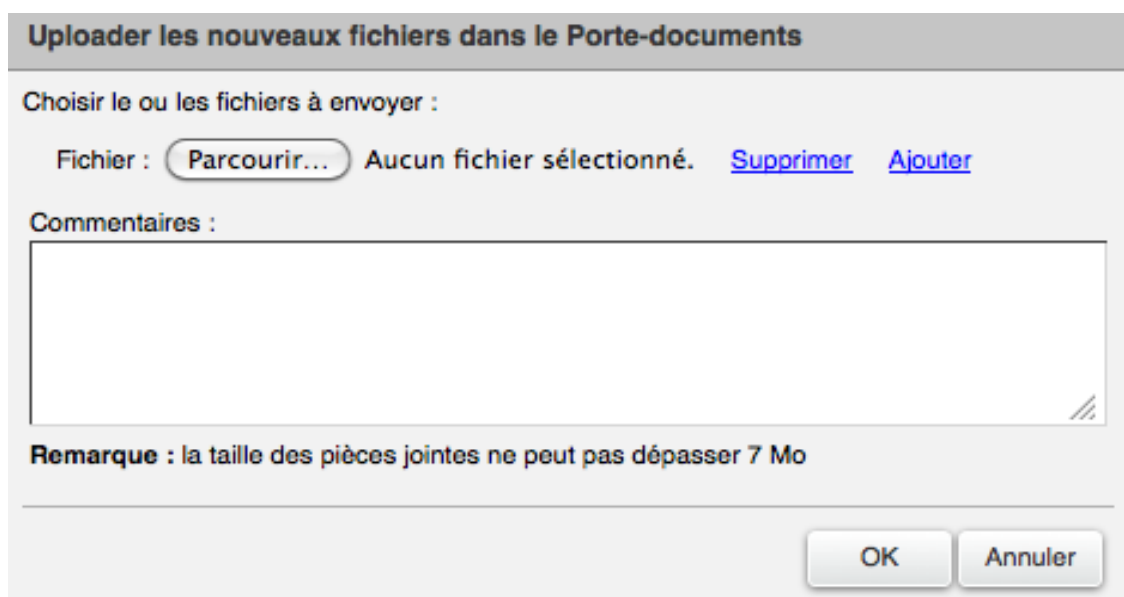 Uploader les nouveaux fichiers dans le Porte-documents
Choisir le ou les fichiers à envoyer :
Fichier : Parcourir... Aucun fichier sélectionné. Supprimer Ajouter
Commentaires :
Remarque : la taille des pièces jointes ne peut pas dépasser 7 Mo
OK Annuler